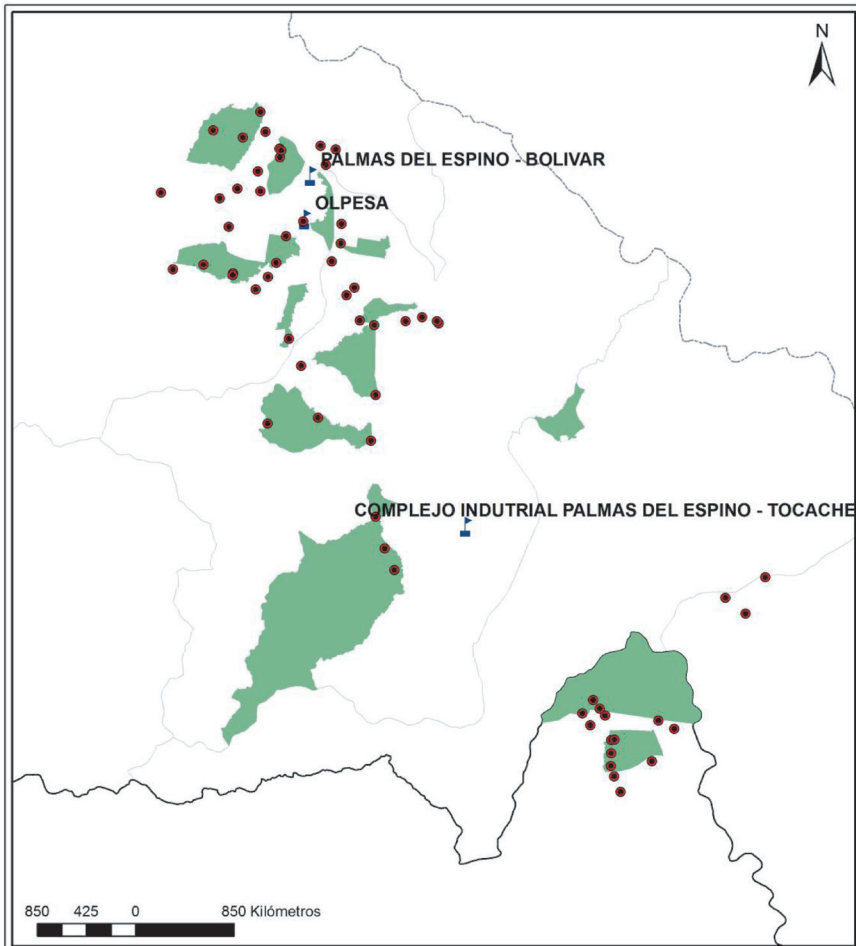 N
PALMAS DEL ESPINO - BOLIVAR
OLPESA
COMPLEJO INDUTRIAL PALMAS DEL ESPINO - TOCACHE
850 425 0 850 Kilómetros